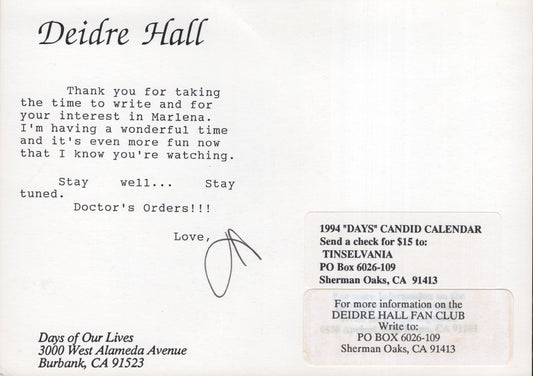 Deidre Hall
Thank you for taking
the time to write and for
your interest in Marlena.
I'm having a wonderful time
and it's even more fun now
that I know you're watching.
Stay well... Stay
tuned.
Doctor's Orders!!!
Love,
1994 "DAYS" CANDID CALENDAR
Send a check for $15 to:
TINSELVANIA
PO Box 6026-109
Sherman Oaks, CA 91413
For more information on the
DEIDRE HALL FAN CLUB
Write to:
PO BOX 6026-109
Sherman Oaks, CA 91413
Days of Our Lives
3000 West Alameda Avenue
Burbank, CA 91523